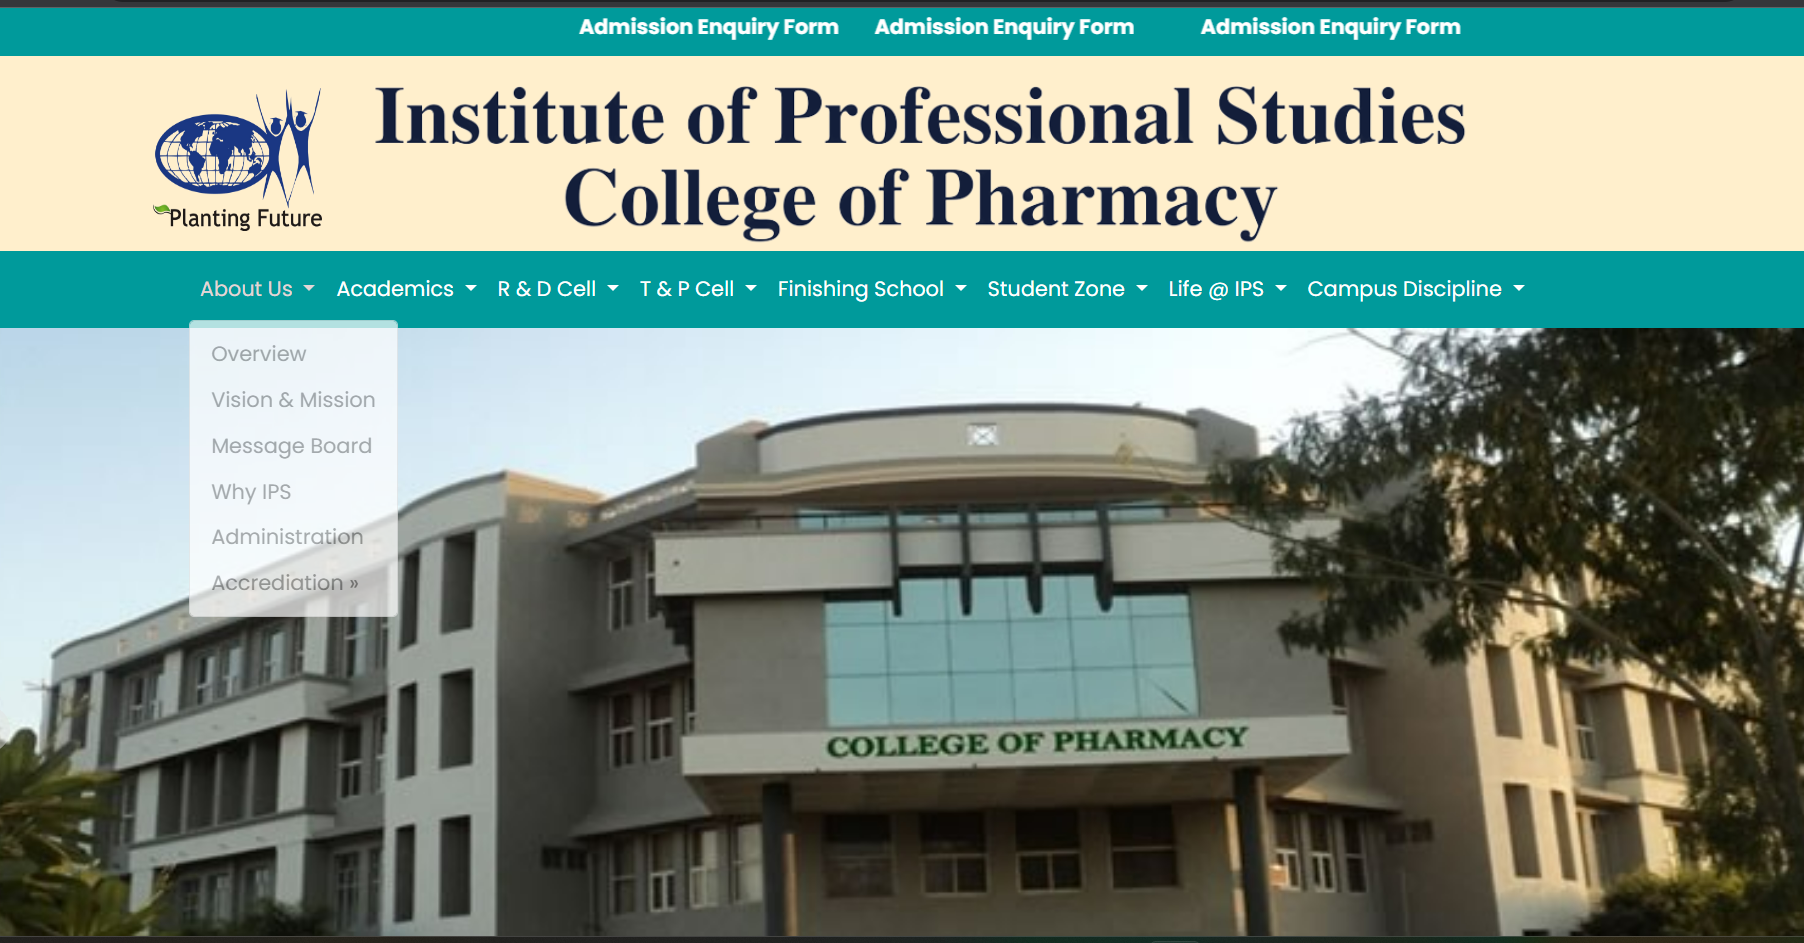 Admission Enquiry Form Admission Enquiry Form Admission Enquiry Form
Planting Future
Institute of Professional Studies
College of Pharmacy
About Us Academics R & D Cell T & P Cell Finishing School Student Zone Life @ IPS Campus Discipline
Overview
Vision & Mission
Message Board
Why IPS
Administration
Accrediation »
COLLEGE OF PHARMACY